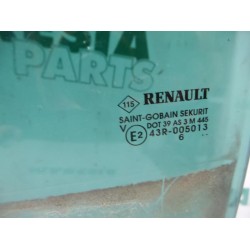 PARTS
115 RENAULT
SAINT-GOBAIN SEKURIT
V DOT 39 AS 3 M 448
E2 43R-005013
6